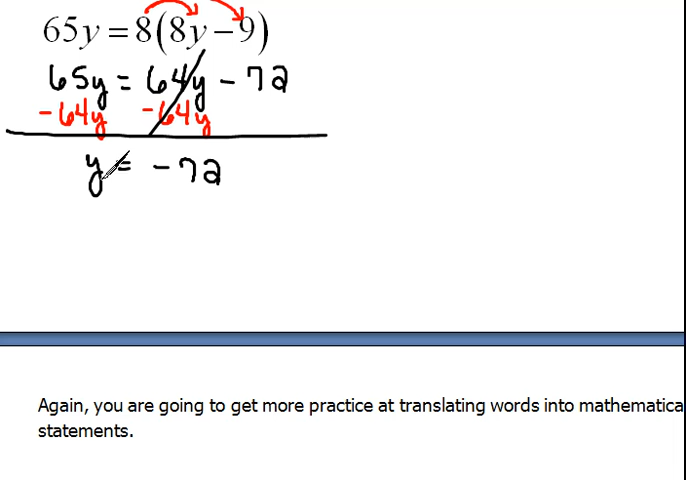 65y = 8(8y − 9)
65y = 64y - 72
-64y -64y
y = -72
Again, you are going to get more practice at translating words into mathematica
statements.